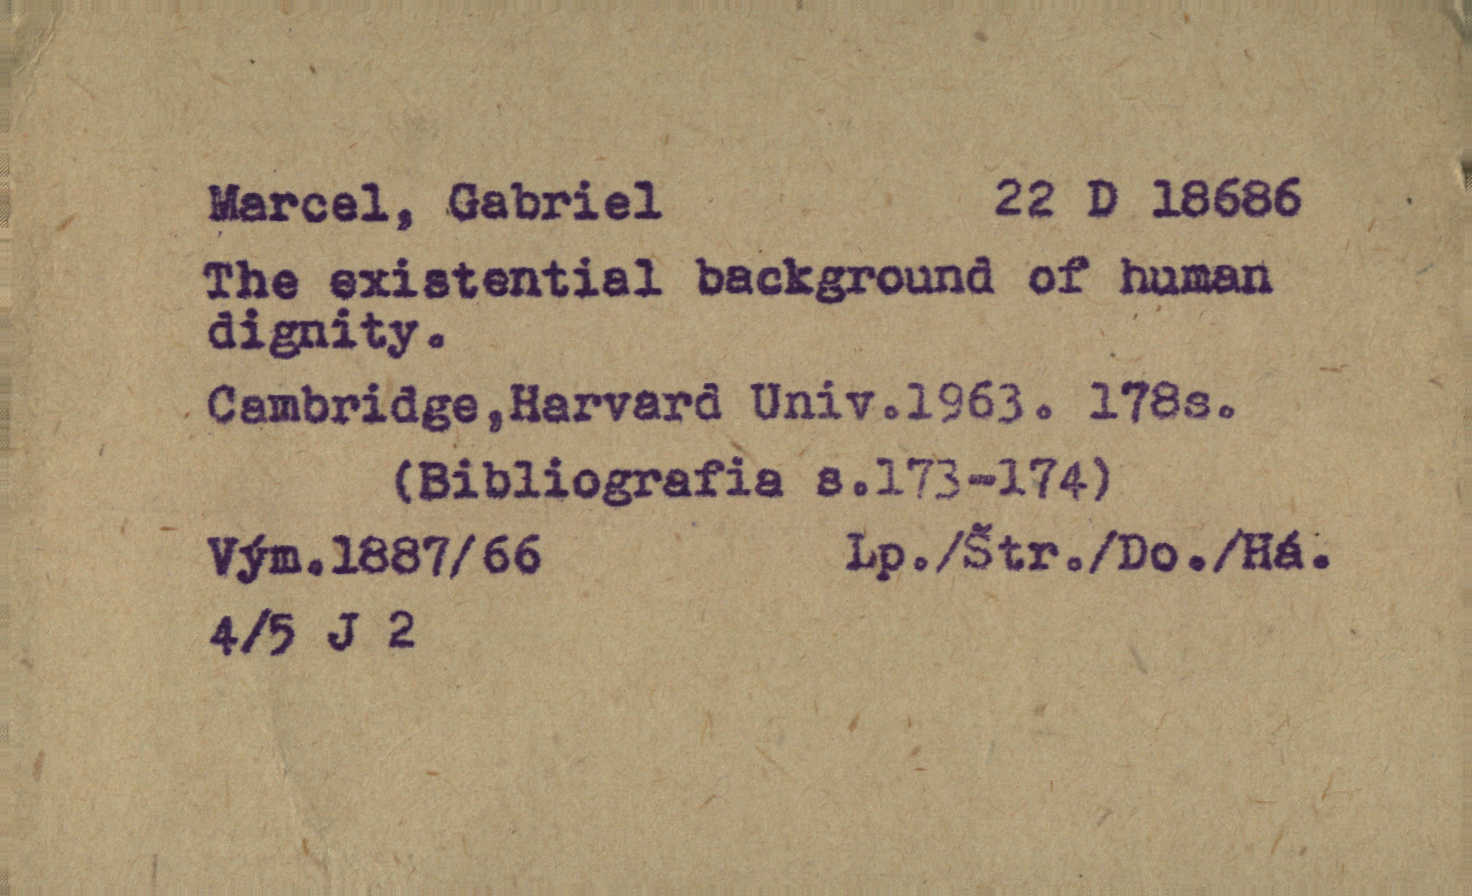 Marcel, Gabriel 22 D 18686
The existential background of human
dignity.
Cambridge,Harvard Univ.1963. 178s.
(Bibliografia s.173-174)
Vým.1887/66 Lp./Štr./Do./Há.
4/5 J 2